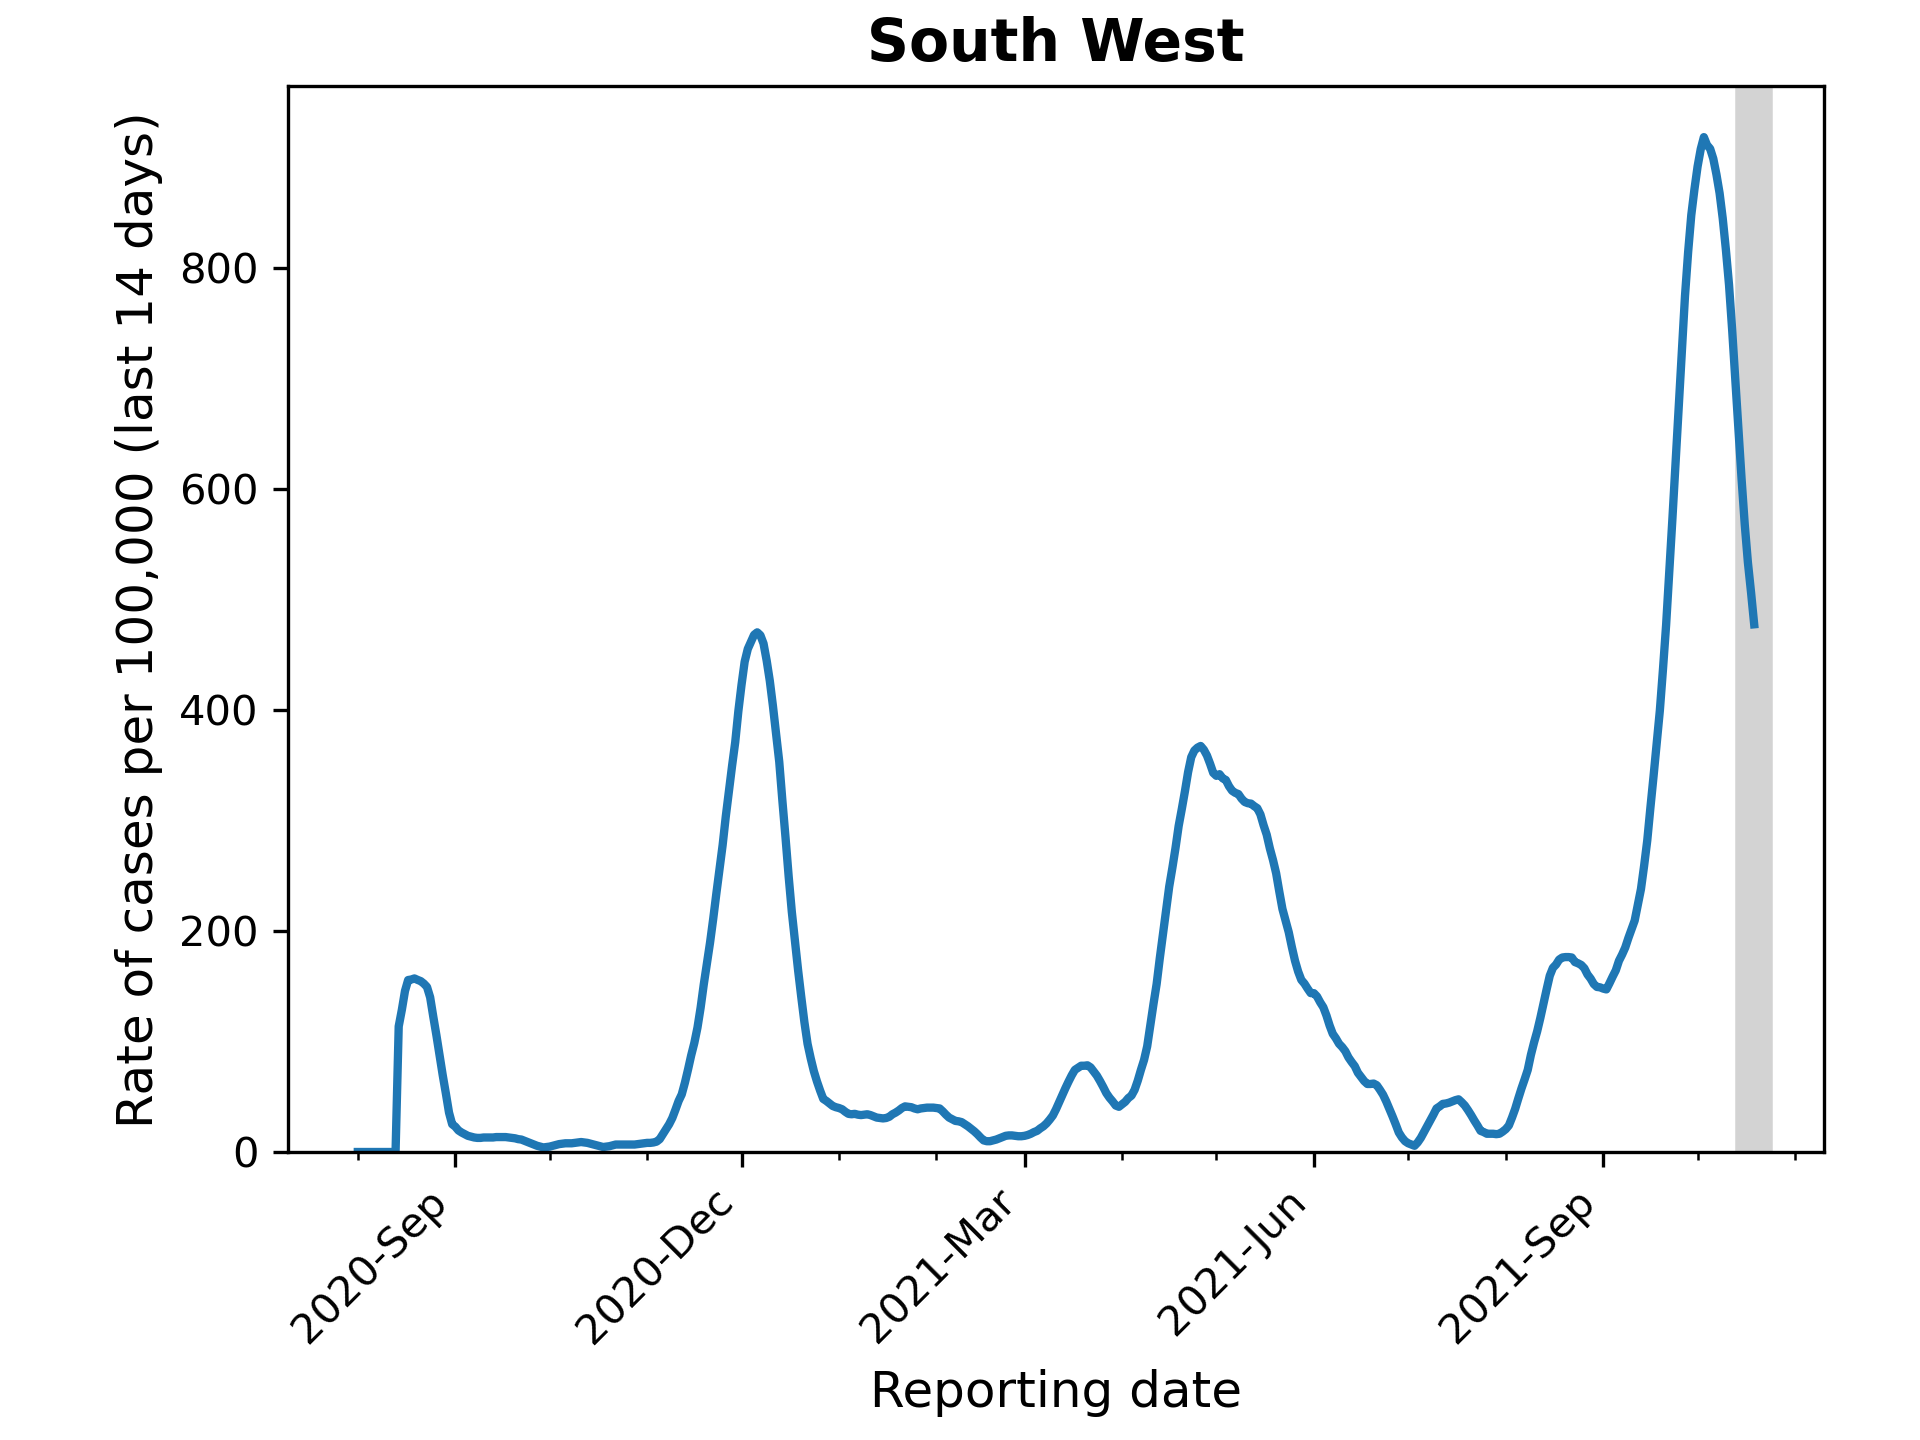 South West
Rate of cases per 100,000 (last 14 days)
800
600
400
200
0
2020-Sep
2020-Dec
2021-Mar
2021-Jun
2021-Sep
Reporting date